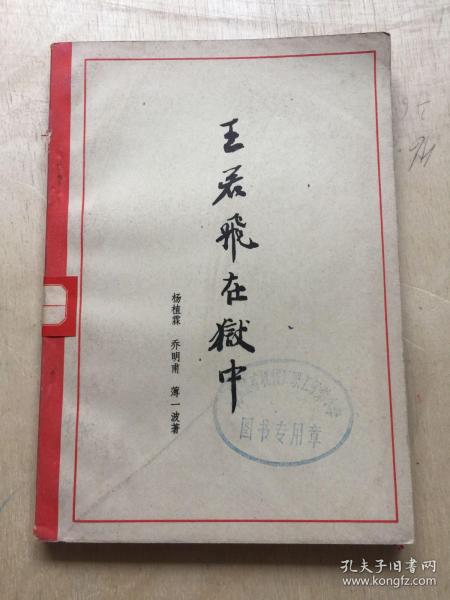 王若飛在獄中
杨植霖 乔明甫 薄一波著
图书专用章
孔夫子旧书网
www.kongfz.com